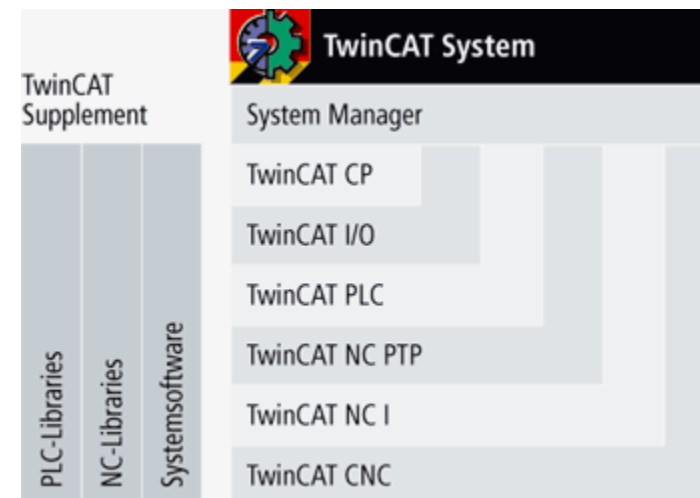 TwinCAT System
TwinCAT
Supplement
System Manager
TwinCAT CP
TwinCAT I/O
TwinCAT PLC
TwinCAT NC PTP
TwinCAT NC I
TwinCAT CNC
PLC-Libraries
NC-Libraries
Systemsoftware